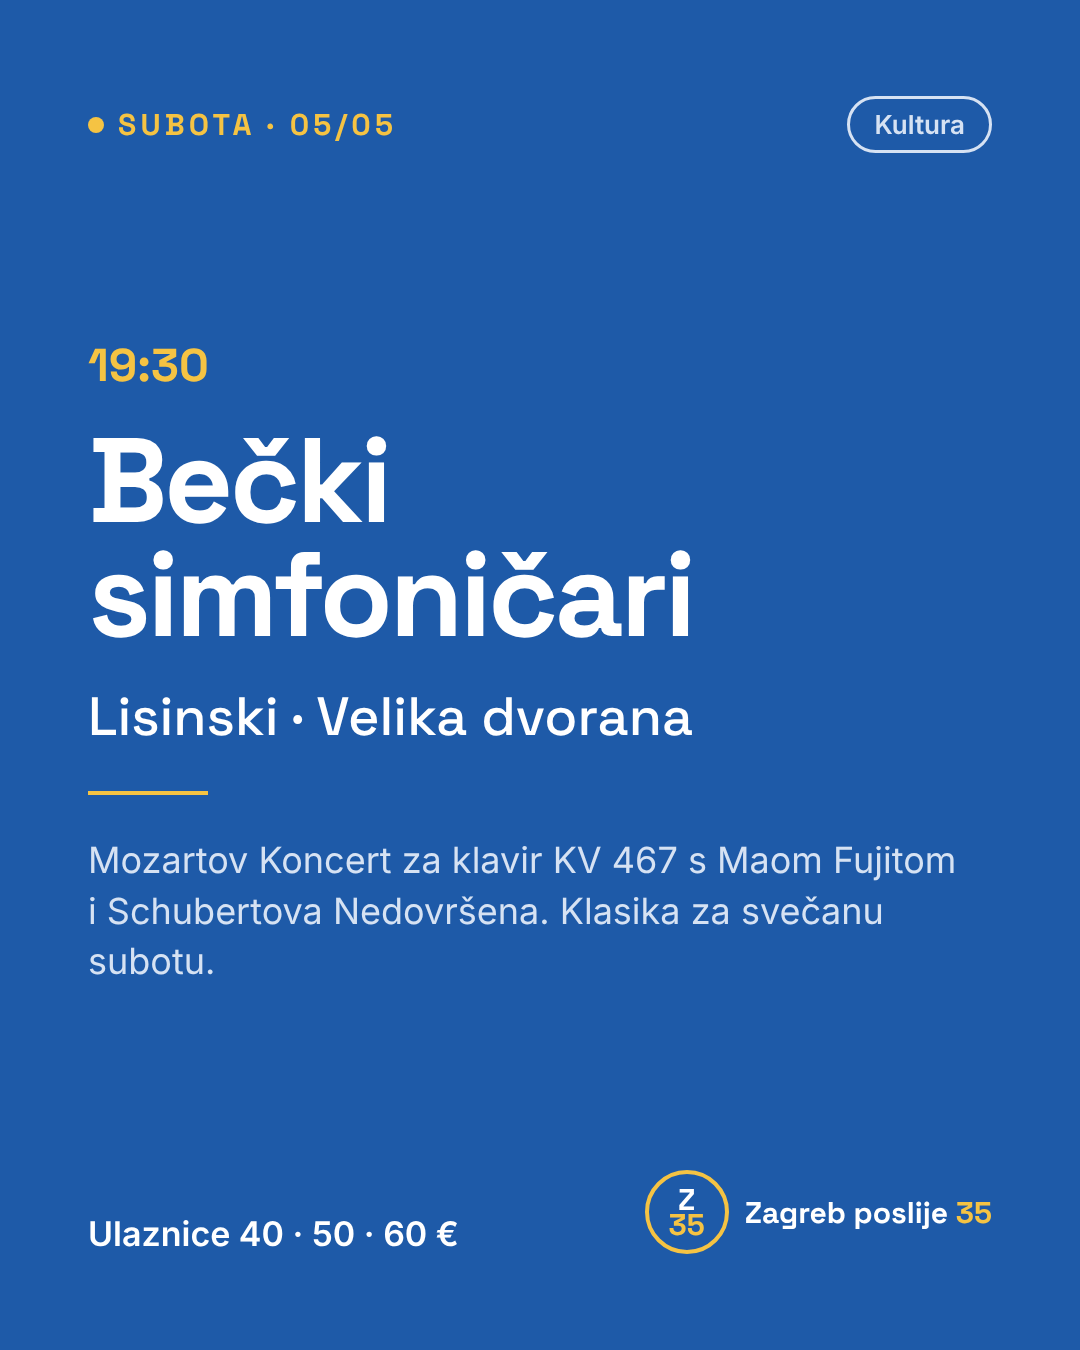 SUBOTA · 05/05
Kultura
19:30
Bečki
simfoničari
Lisinski · Velika dvorana
Mozartov Koncert za klavir KV 467 s Maom Fujitom
i Schubertova Nedovršena. Klasika za svečanu
subotu.
Ulaznice 40 · 50 · 60 €
Z
35
Zagreb poslije 35